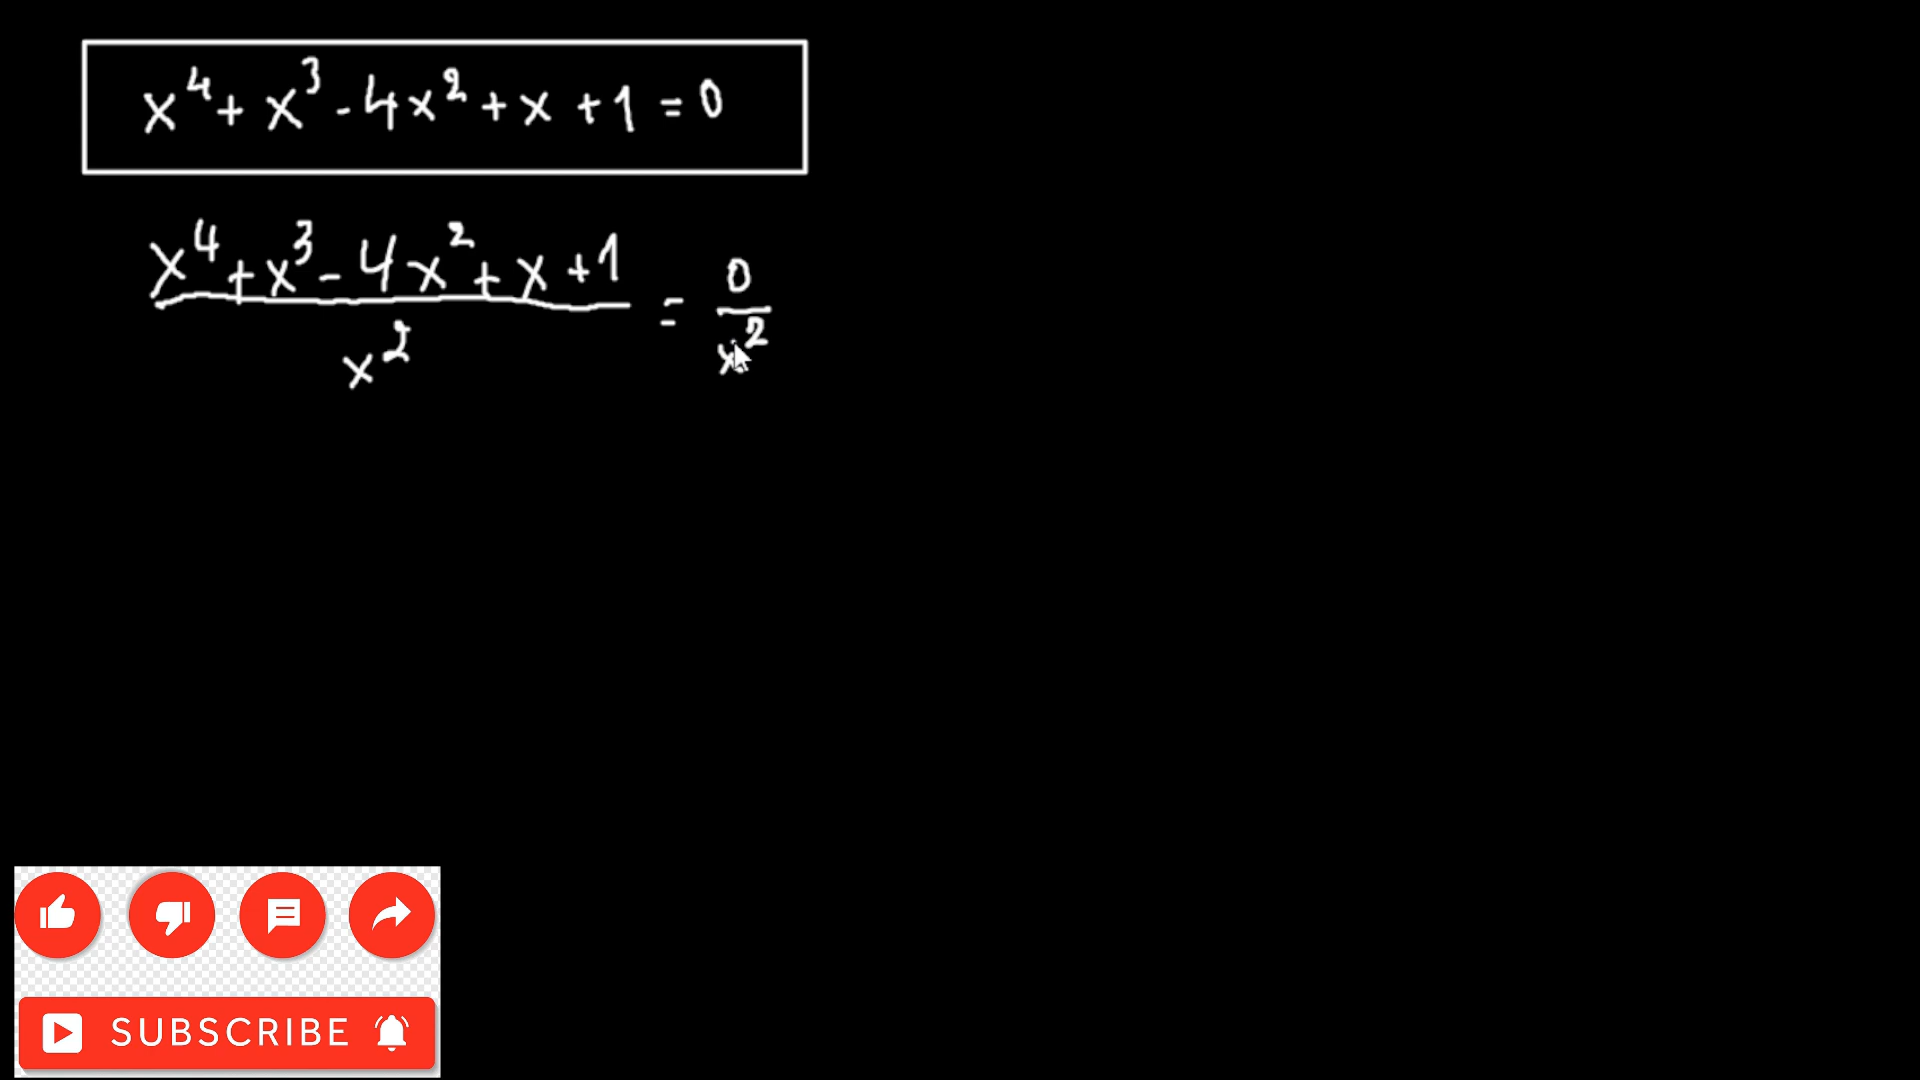 x⁴ + x³ - 4x² + x + 1 = 0
x⁴ + x³ - 4x² + x + 1 / x² = 0 / x²
SUBSCRIBE